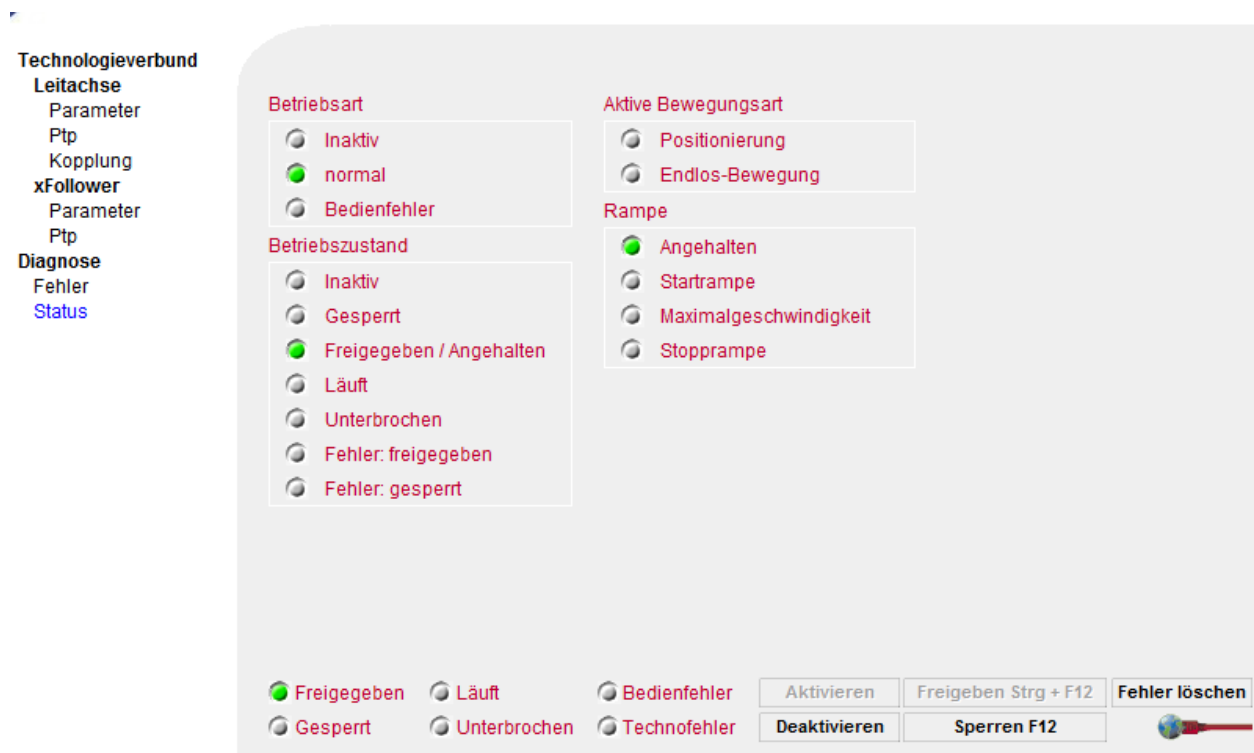 Technologieverbund
Leitachse
Parameter
Ptp
Kopplung
xFollower
Parameter
Ptp
Diagnose
Fehler
Status
Betriebsart
Inaktiv
normal
Bedienfehler
Betriebszustand
Inaktiv
Gesperrt
Freigegeben / Angehalten
Läuft
Unterbrochen
Fehler: freigegeben
Fehler: gesperrt
Aktive Bewegungsart
Positionierung
Endlos-Bewegung
Rampe
Angehalten
Startrampe
Maximalgeschwindigkeit
Stopprampe
Freigegeben Läuft Bedienfehler Aktivieren Freigeben Strg + F12 Fehler löschen
Gesperrt Unterbrochen Technofehler Deaktivieren Sperren F12